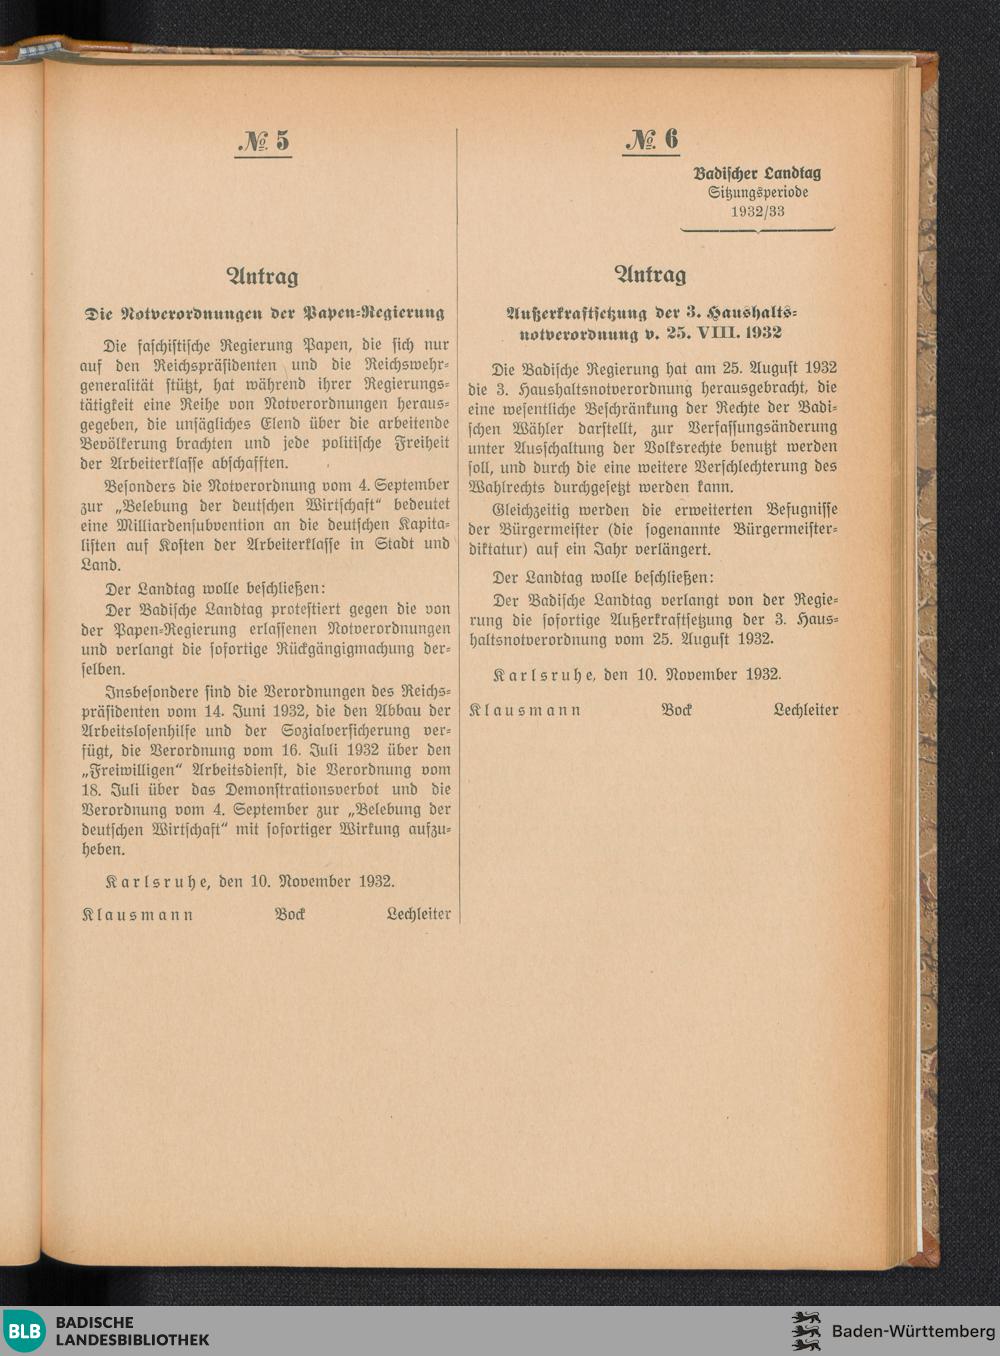 № 5
Antrag
Die Notverordnungen der Papen-Regierung
Die faschistische Regierung Papen, die sich nur
auf den Reichspräsidenten und die Reichswehr-
generalität stützt, hat während ihrer Regierungs-
tätigkeit eine Reihe von Notverordnungen heraus-
gegeben, die unsägliches Elend über die arbeitende
Bevölkerung brachten und jede politische Freiheit
der Arbeiterklasse abschafften.
Besonders die Notverordnung vom 4. September
zur „Belebung der deutschen Wirtschaft“ bedeutet
eine Milliardensubvention an die deutschen Kapita-
listen auf Kosten der Arbeiterklasse in Stadt und
Land.
Der Landtag wolle beschließen:
Der Badische Landtag protestiert gegen die von
der Papen-Regierung erlassenen Notverordnungen
und verlangt die sofortige Rückgängigmachung der-
selben.
Insbesondere sind die Verordnungen des Reichs-
präsidenten vom 14. Juni 1932, die den Abbau der
Arbeitslosenhilfe und der Sozialversicherung ver-
fügt, die Verordnung vom 16. Juli 1932 über den
„Freiwilligen“ Arbeitsdienst, die Verordnung vom
18. Juli über das Demonstrationsverbot und die
Verordnung vom 4. September zur „Belebung der
deutschen Wirtschaft“ mit sofortiger Wirkung aufzu-
heben.
Karlsruhe, den 10. November 1932.
Klausmann Bock Lechleiter
№ 6
Badischer Landtag
Sitzungsperiode
1932/33
Antrag
Außerkraftsetzung der 3. Haushalts-
notverordnung v. 25. VIII. 1932
Die Badische Regierung hat am 25. August 1932
die 3. Haushaltsnotverordnung herausgebracht, die
eine wesentliche Beschränkung der Rechte der Badi-
schen Wähler darstellt, zur Verfassungsänderung
unter Ausschaltung der Volksrechte benutzt werden
soll, und durch die eine weitere Verschlechterung des
Wahlrechts durchgesetzt werden kann.
Gleichzeitig werden die erweiterten Befugnisse
der Bürgermeister (die sogenannte Bürgermeister-
diktatur) auf ein Jahr verlängert.
Der Landtag wolle beschließen:
Der Badische Landtag verlangt von der Regie-
rung die sofortige Außerkraftsetzung der 3. Haus-
haltsnotverordnung vom 25. August 1932.
Karlsruhe, den 10. November 1932.
Klausmann Bock Lechleiter
BLB BADISCHE
LANDESBIBLIOTHEK
Baden-Württemberg